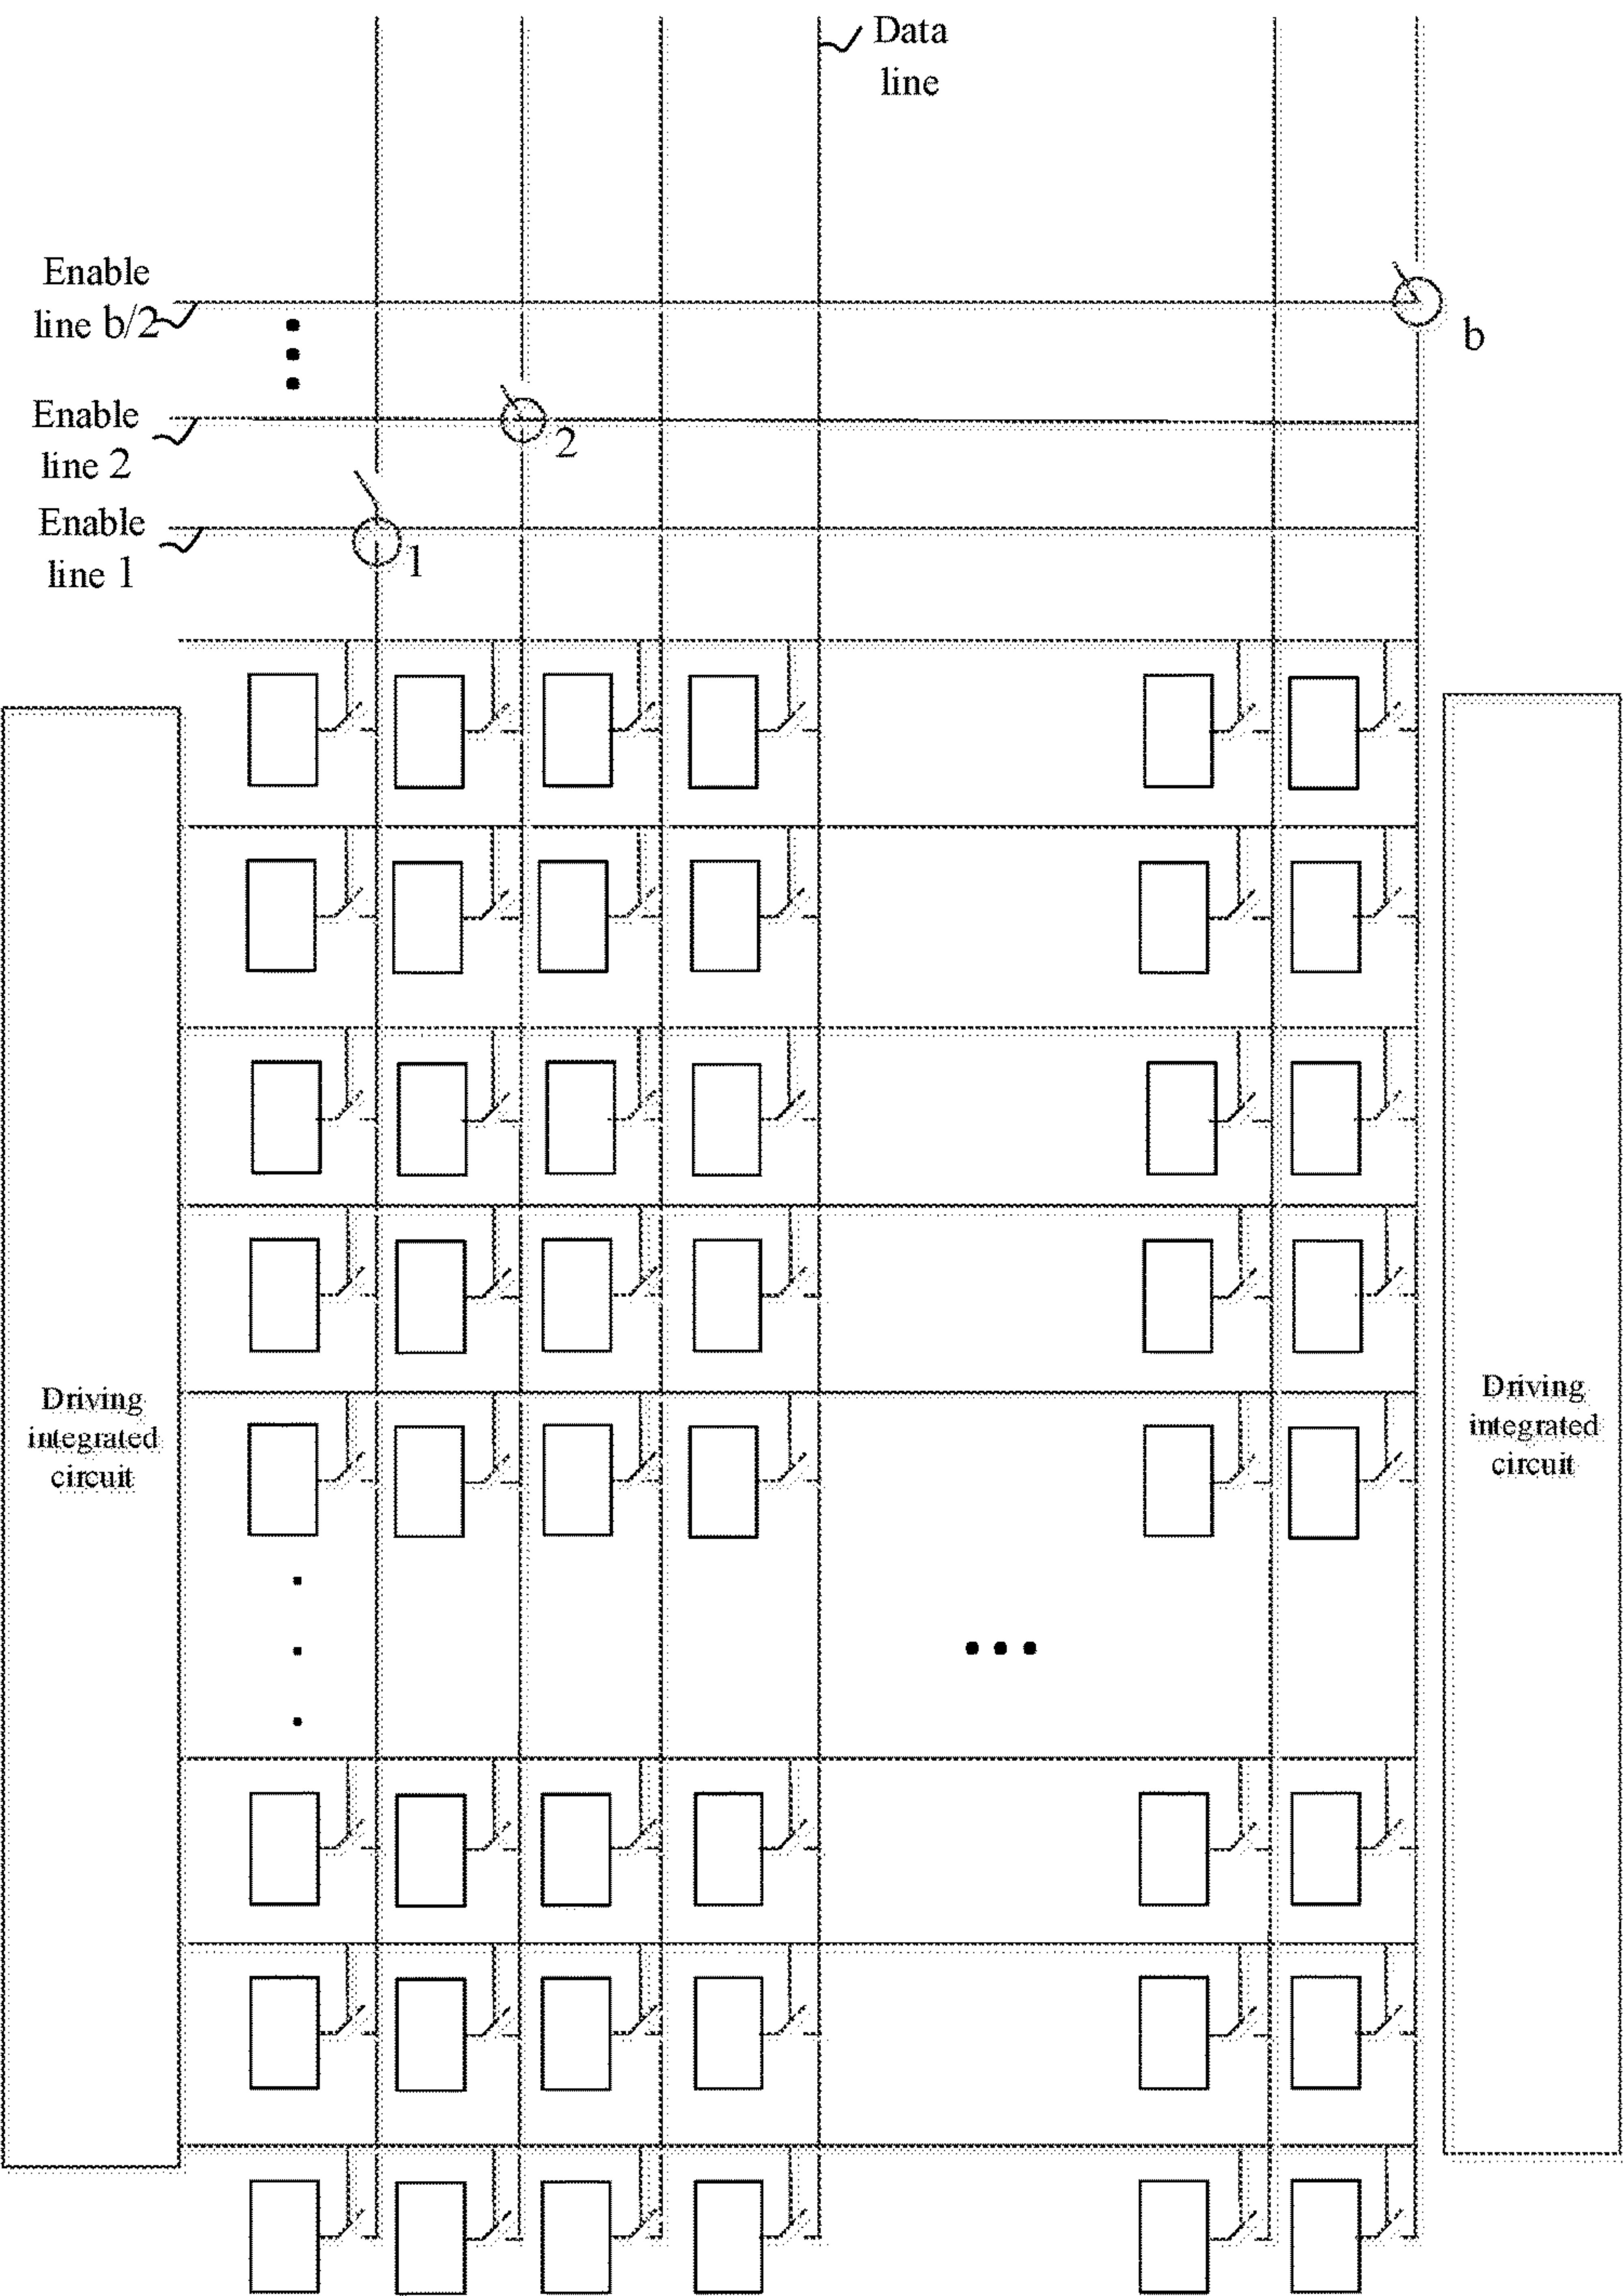 Data
line
Enable
line b/2
b
Enable
line 2
2
Enable
line 1
1
Driving
integrated
circuit
Driving
integrated
circuit